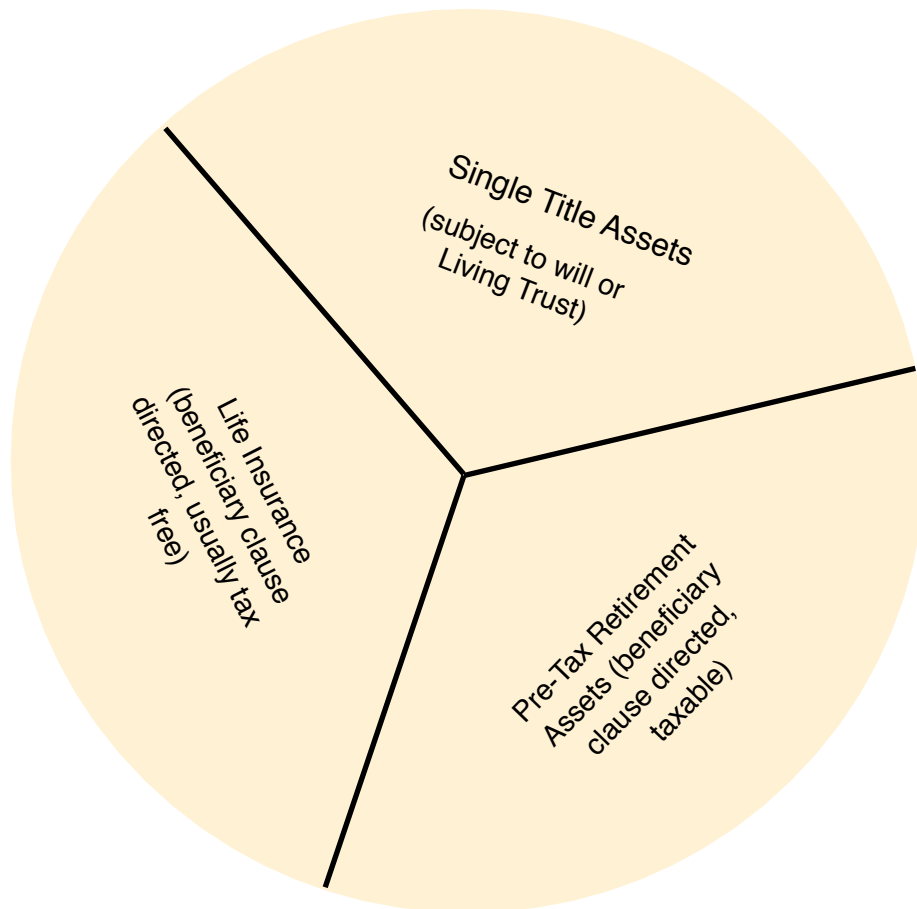 Single Title Assets
(subject to will or
Living Trust)
Life Insurance
(beneficiary clause
directed, usually tax
free)
Pre-Tax Retirement
Assets (beneficiary
clause directed,
taxable)